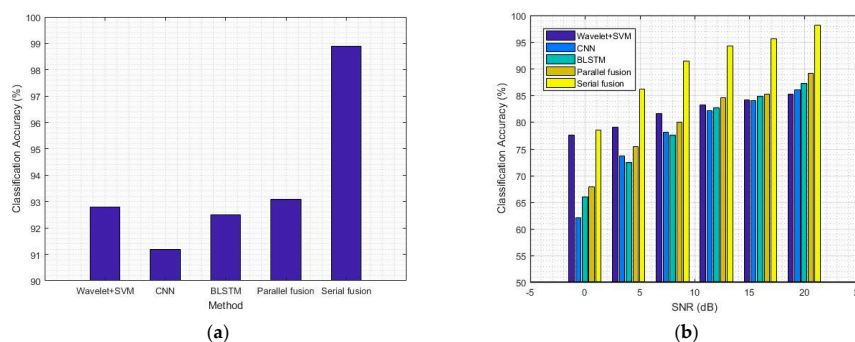 Classification Accuracy (%)
100
99
98
97
96
95
94
93
92
91
90
Wavelet+SVM CNN BLSTM Parallel fusion Serial fusion
Method
(a)
Classification Accuracy (%)
100
95
90
85
80
75
70
65
60
55
50
Wavelet+SVM
CNN
BLSTM
Parallel fusion
Serial fusion
-5 0 5 10 15 20
SNR (dB)
(b)